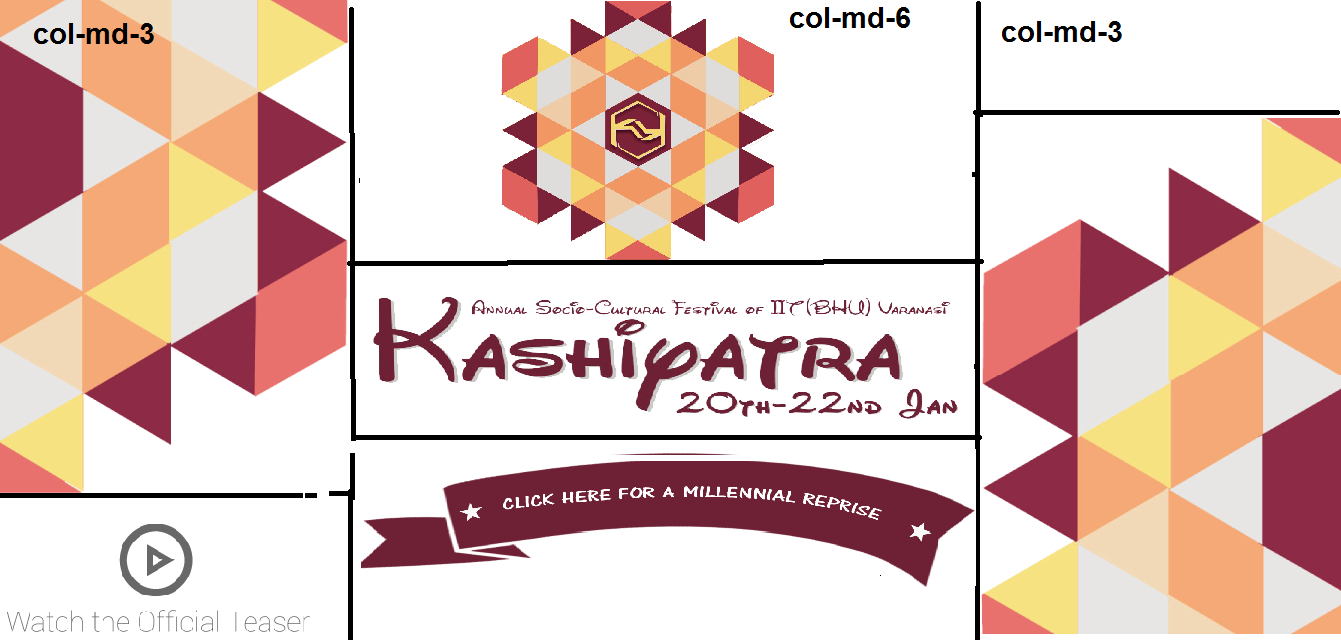 col-md-3
col-md-6
col-md-3
Annual Socio-Cultural Festival of IIT(BHU) Varanasi
Kashiyatra
20th-22nd Jan
CLICK HERE FOR A MILLENNIAL REPRISE
Watch the Official Teaser